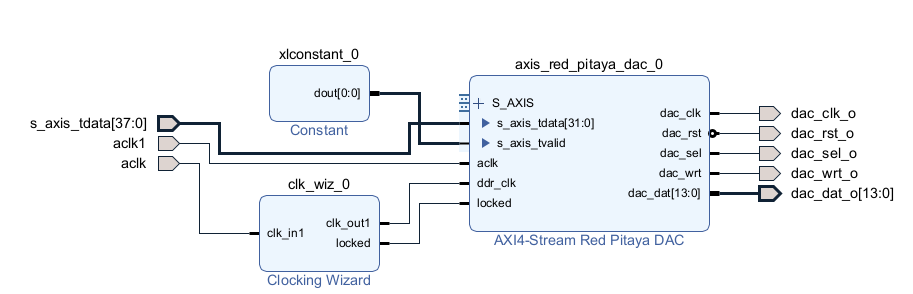 xlconstant_0
dout[0:0]
Constant
s_axis_tdata[37:0]
aclk1
aclk
clk_wiz_0
clk_in1
clk_out1
locked
Clocking Wizard
axis_red_pitaya_dac_0
S_AXIS
s_axis_tdata[31:0]
s_axis_tvalid
aclk
ddr_clk
locked
dac_clk
dac_rst
dac_sel
dac_wrt
dac_dat[13:0]
AXI4-Stream Red Pitaya DAC
dac_clk_o
dac_rst_o
dac_sel_o
dac_wrt_o
dac_dat_o[13:0]